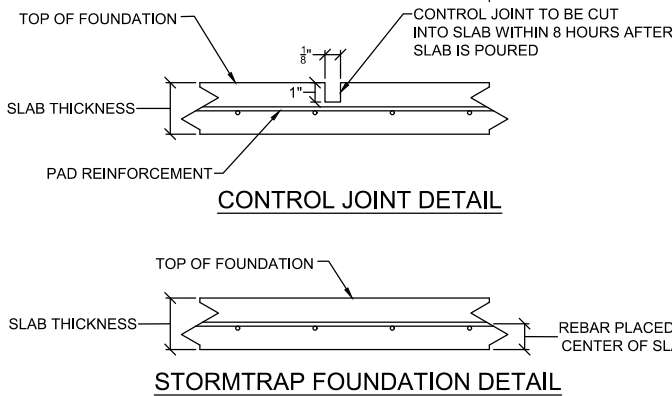 TOP OF FOUNDATION
CONTROL JOINT TO BE CUT
INTO SLAB WITHIN 8 HOURS AFTER
SLAB IS POURED
1/8"
1"
SLAB THICKNESS
PAD REINFORCEMENT
CONTROL JOINT DETAIL
TOP OF FOUNDATION
SLAB THICKNESS
REBAR PLACED
CENTER OF
STORMTRAP FOUNDATION DETAIL